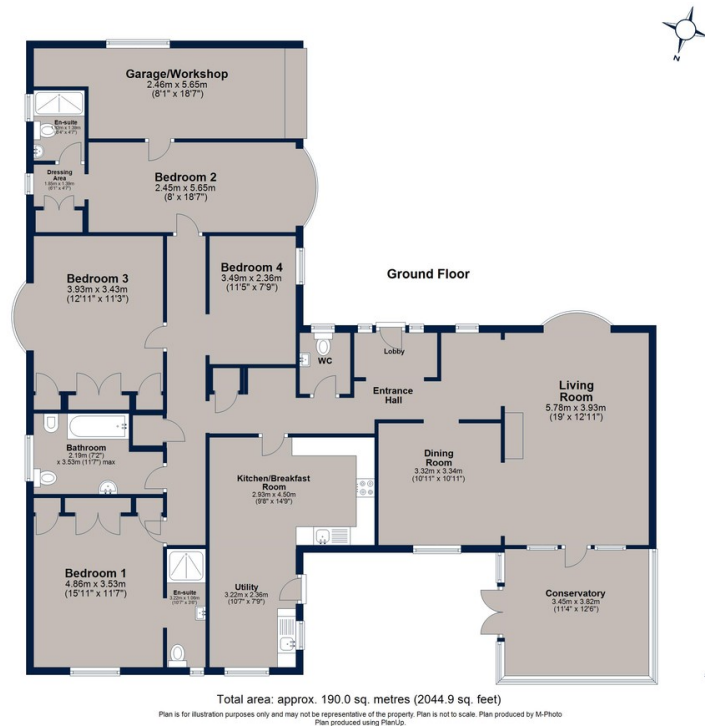 N
Garage/Workshop
2.46m x 5.65m
(8'1" x 18'7")
En-suite
Dressing
Area
Bedroom 2
2.45m x 5.65m
(8' x 18'7")
Bedroom 3
3.93m x 3.43m
(12'11" x 11'3")
Bedroom 4
3.49m x 2.36m
(11'5" x 7'9")
Ground Floor
WC
Lobby
Entrance
Hall
Living
Room
5.78m x 3.93m
(19' x 12'11")
Bathroom
2.19m (7'2")
x 3.53m (11'7") max
Kitchen/Breakfast
Room
2.93m x 4.50m
(9'8" x 14'9")
Dining
Room
3.32m x 3.34m
(10'11" x 10'11")
Bedroom 1
4.86m x 3.53m
(15'11" x 11'7")
En-suite
Utility
3.22m x 2.36m
(10'7" x 7'9")
Conservatory
3.45m x 3.82m
(11'4" x 12'6")
Total area: approx. 190.0 sq. metres (2044.9 sq. feet)
Plan is for illustration purposes only and may not be representative of the property. Plan is not to scale. Plan produced by M-Photo
Plan produced using PlanUp.